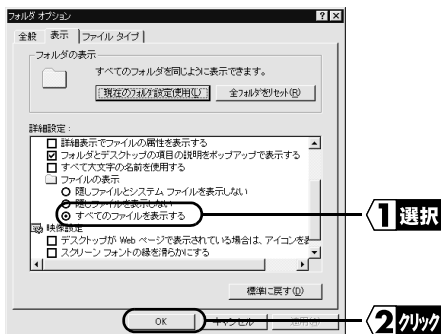 フォルダ オプション
全般 表示 ファイル タイプ
フォルダの表示
すべてのフォルダを同じように表示できます。
現在のフォルダ設定使用(L) 全フォルダをリセット(R)
詳細設定：
詳細表示でファイルの属性を表示する
フォルダとデスクトップの項目の説明をポップアップで表示する
すべて大文字の名前を使用する
ファイルの表示
隠しファイルとシステム ファイルを表示しない
隠しファイルを表示しない
すべてのファイルを表示する
1 選択
映像設定
デスクトップが Web ページで表示されている場合は、アイコンを
スクリーン フォントの縁を滑らかにする
標準に戻す(D)
OK キャンセル 適用(A)
2 クリック